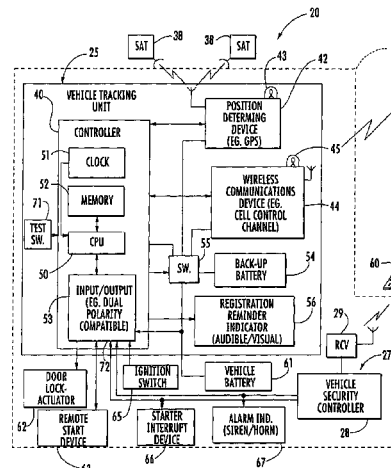 20
38
SAT
38
SAT
25
43
42
VEHICLE TRACKING
UNIT
40
CONTROLLER
POSITION
DETERMING
DEVICE
(EG. GPS)
51
CLOCK
45
52
MEMORY
WIRELESS
COMMUNICATIONS
DEVICE (EG.
CELL CONTROL
CHANNEL)
71
TEST
SW.
CPU
55
44
50
SW.
BACK-UP
BATTERY
54
60
INPUT/OUTPUT
(EG. DUAL
POLARITY
COMPATIBLE)
53
REGISTRATION
REMINDER
INDICATOR
(AUDIBLE/VISUAL)
56
29
RCV
72
27
DOOR
LOCK-
ACTUATOR
IGNITION
SWITCH
VEHICLE
BATTERY
61
VEHICLE
SECURITY
CONTROLLER
62
REMOTE
START DEVICE
65
STARTER
INTERRUPT
DEVICE
ALARM IND.
(SIREN/HORN)
28
66
67